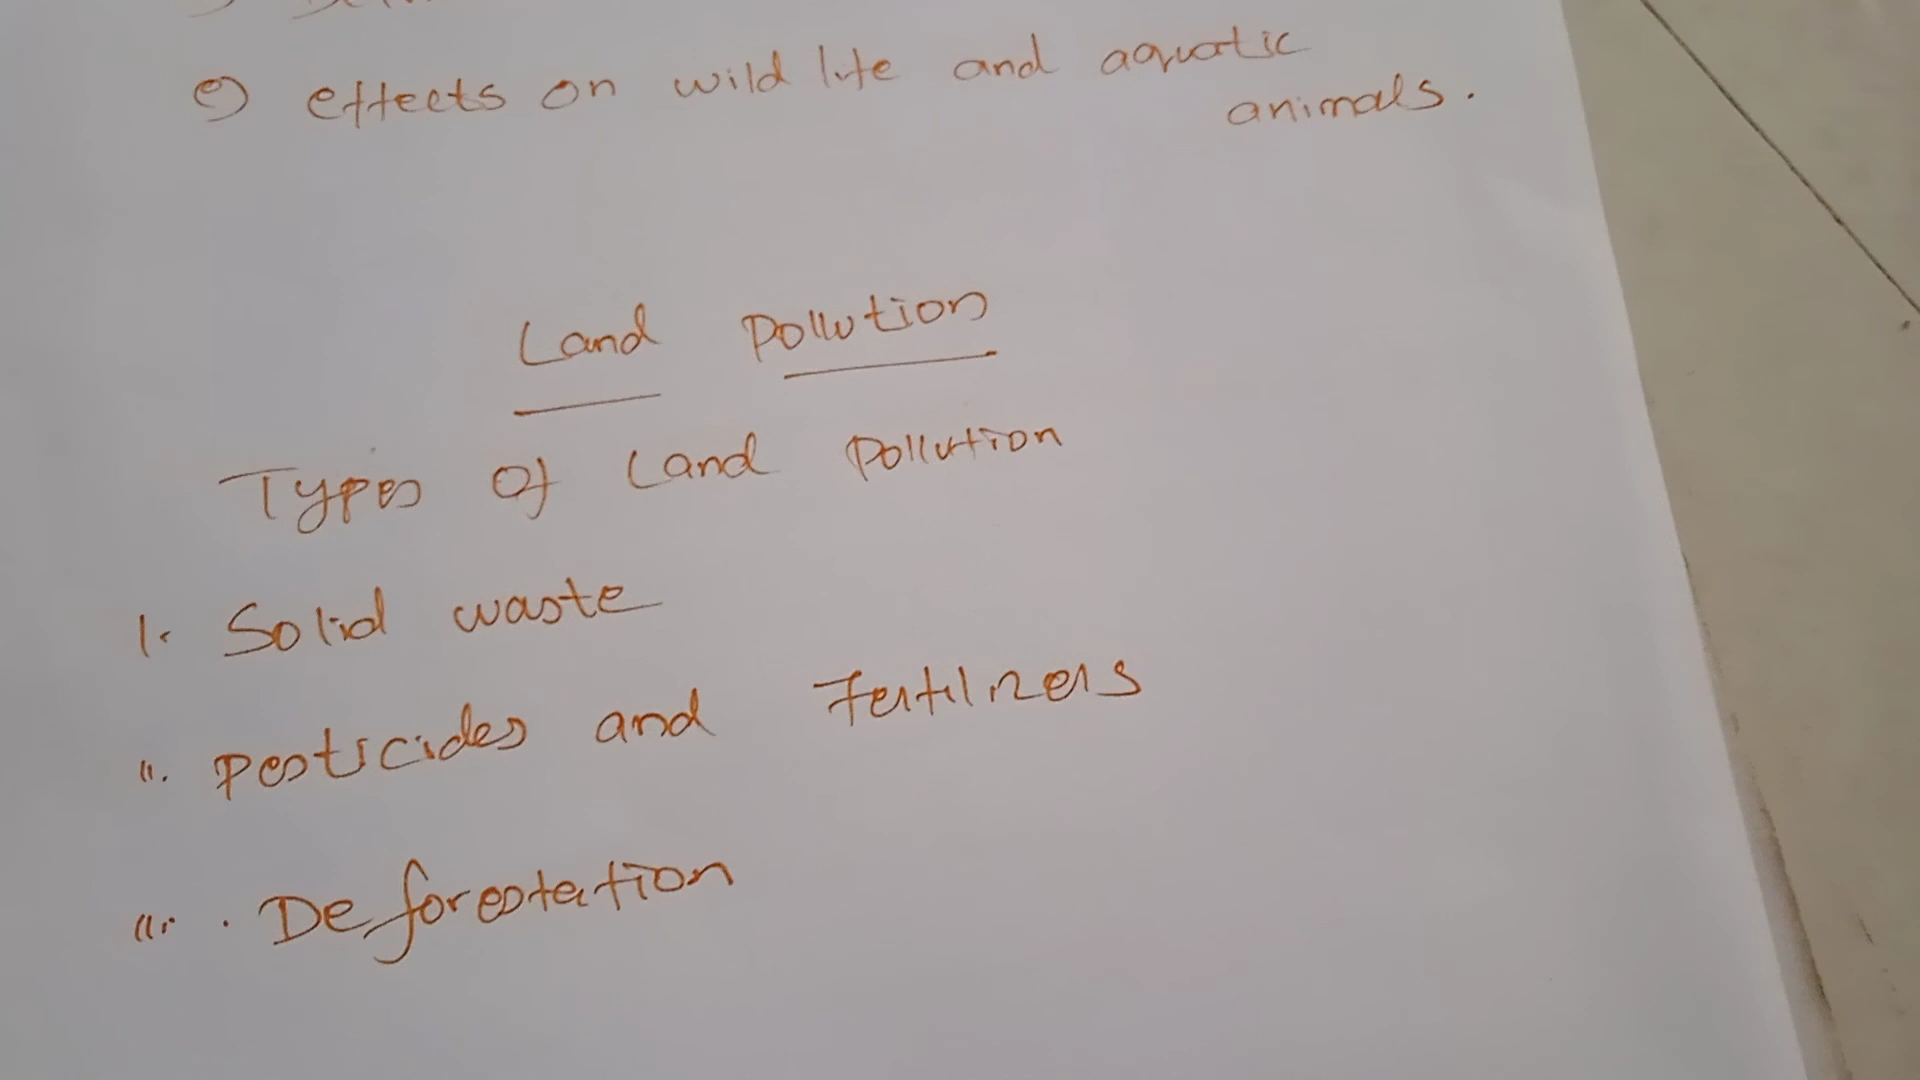 e) effects on wild life and aquatic
animals.
Land Pollution
Types of Land Pollution
i. Solid waste
ii. Pesticides and Fertilizers
iii. Deforestation